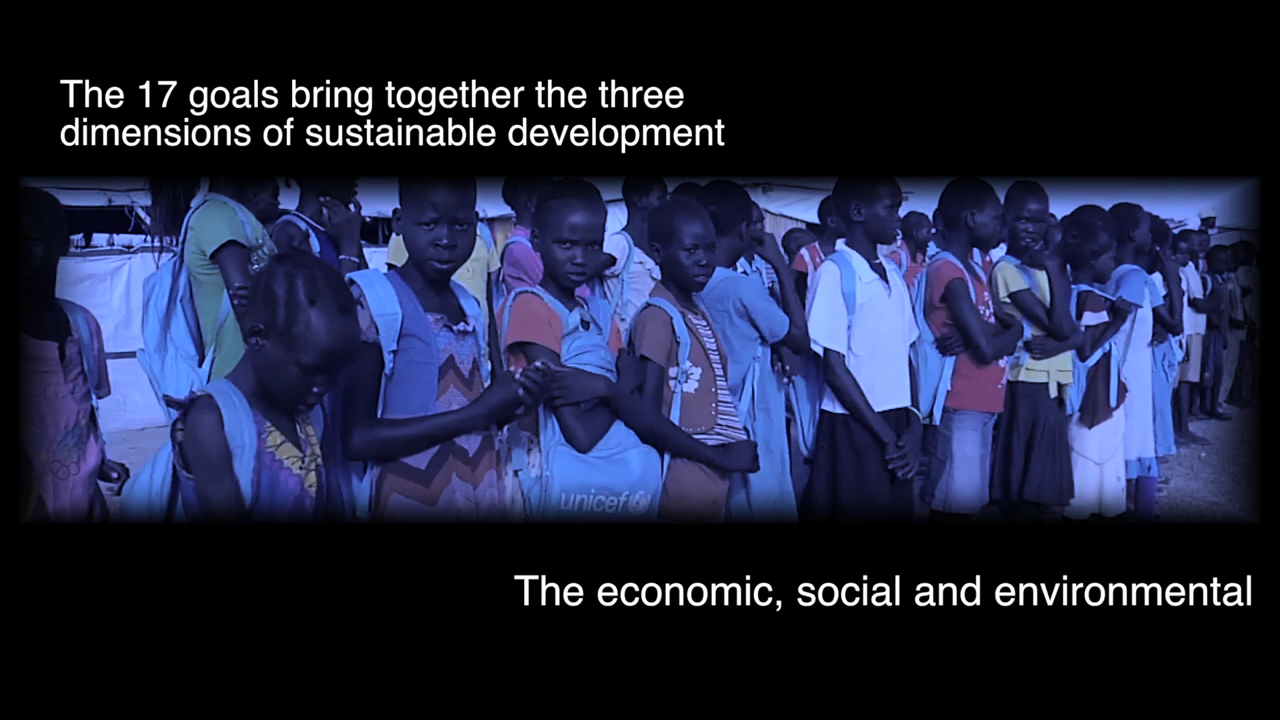 The 17 goals bring together the three
dimensions of sustainable development
unicef
The economic, social and environmental